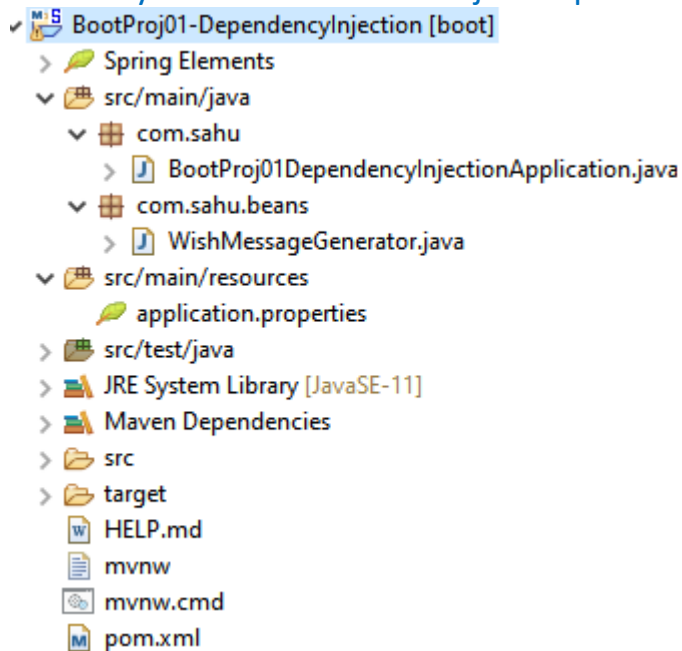 BootProj01-DependencyInjection [boot]
Spring Elements
src/main/java
com.sahu
BootProj01DependencyInjectionApplication.java
com.sahu.beans
WishMessageGenerator.java
src/main/resources
application.properties
src/test/java
JRE System Library [JavaSE-11]
Maven Dependencies
src
target
HELP.md
mvnw
mvnw.cmd
pom.xml